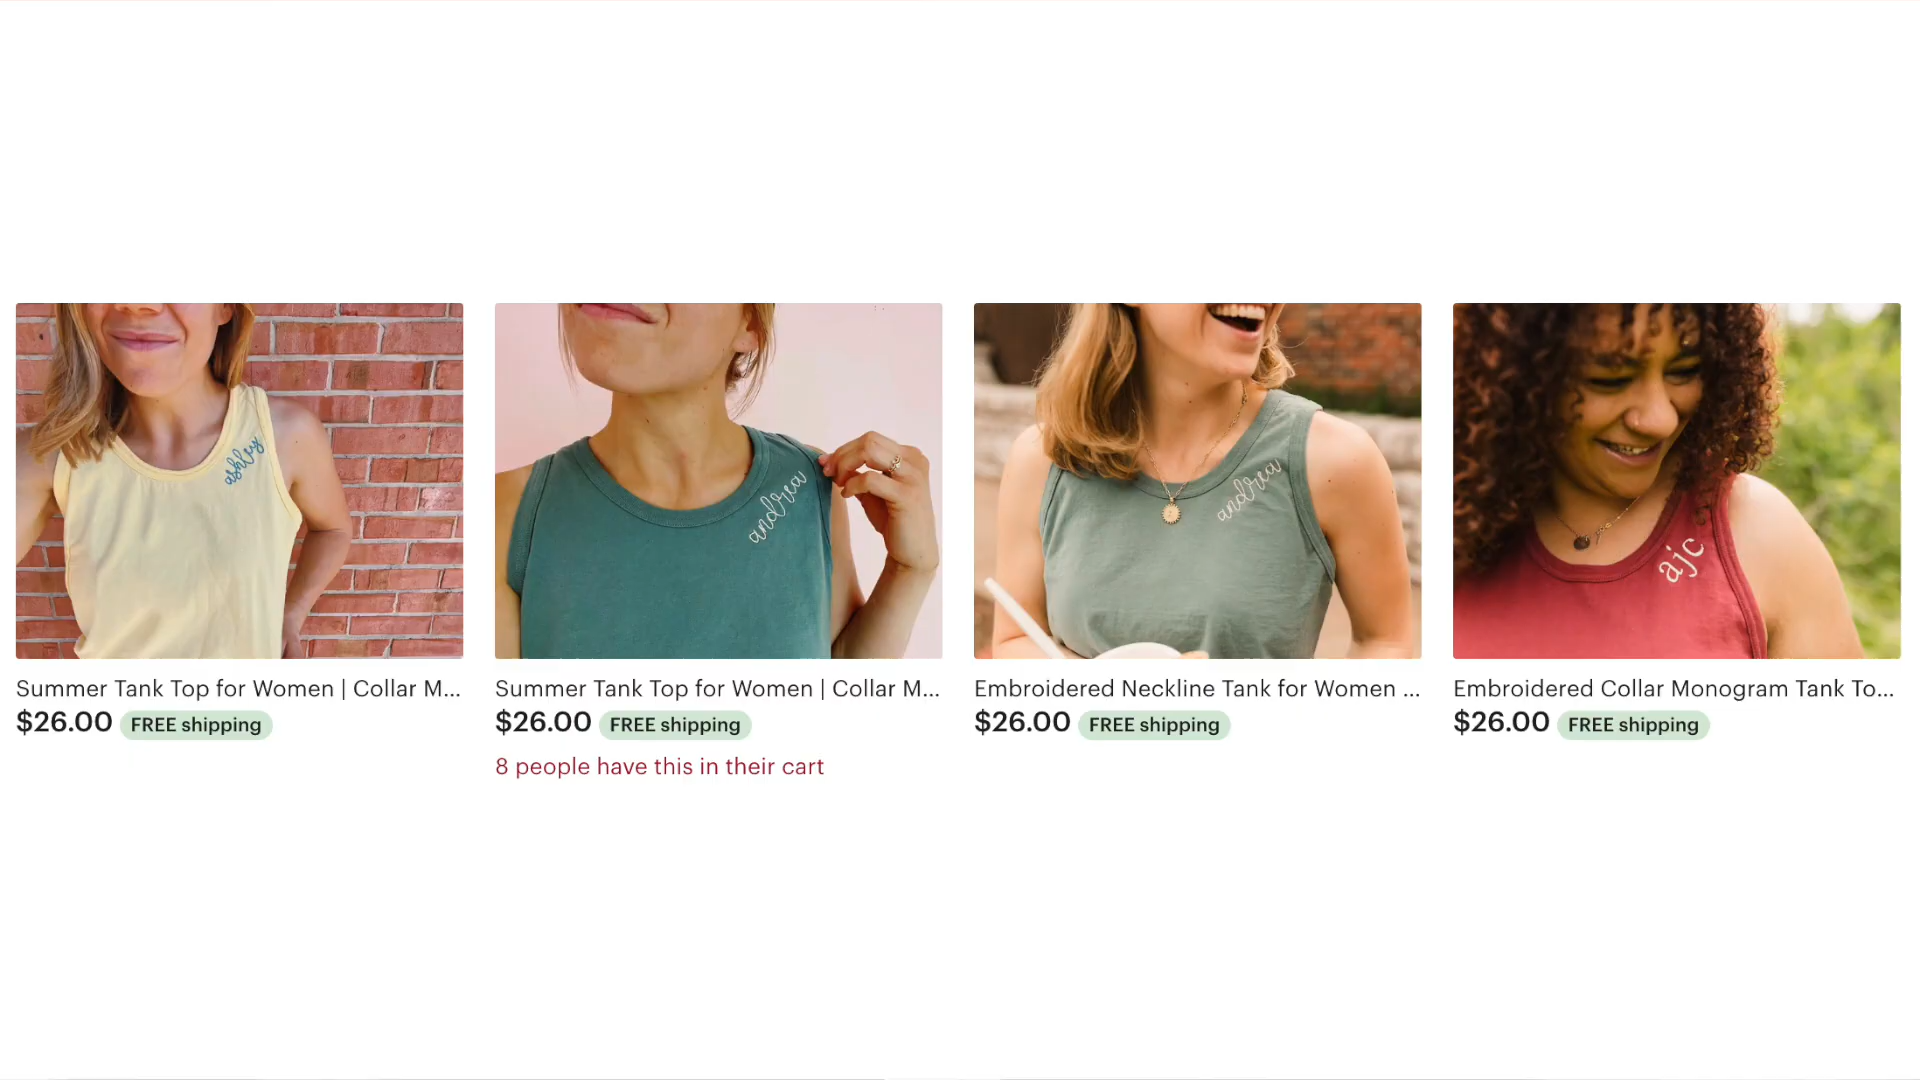 ashley
andrea
andrea
ajc
Summer Tank Top for Women | Collar M...
$26.00 FREE shipping
Summer Tank Top for Women | Collar M...
$26.00 FREE shipping
8 people have this in their cart
Embroidered Neckline Tank for Women ...
$26.00 FREE shipping
Embroidered Collar Monogram Tank To...
$26.00 FREE shipping